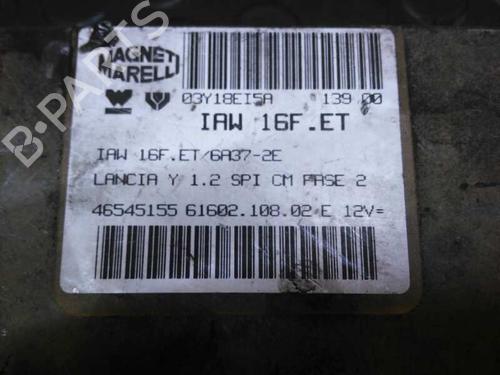 MAGNETI
MARELLI
03Y18EI5A 139 00
IAW 16F.ET
IAW 16F.ET/6A37-2E
LANCIA Y 1.2 SPI CM FASE 2
46545155 61602.108.02 E 12V=
B-PARTS